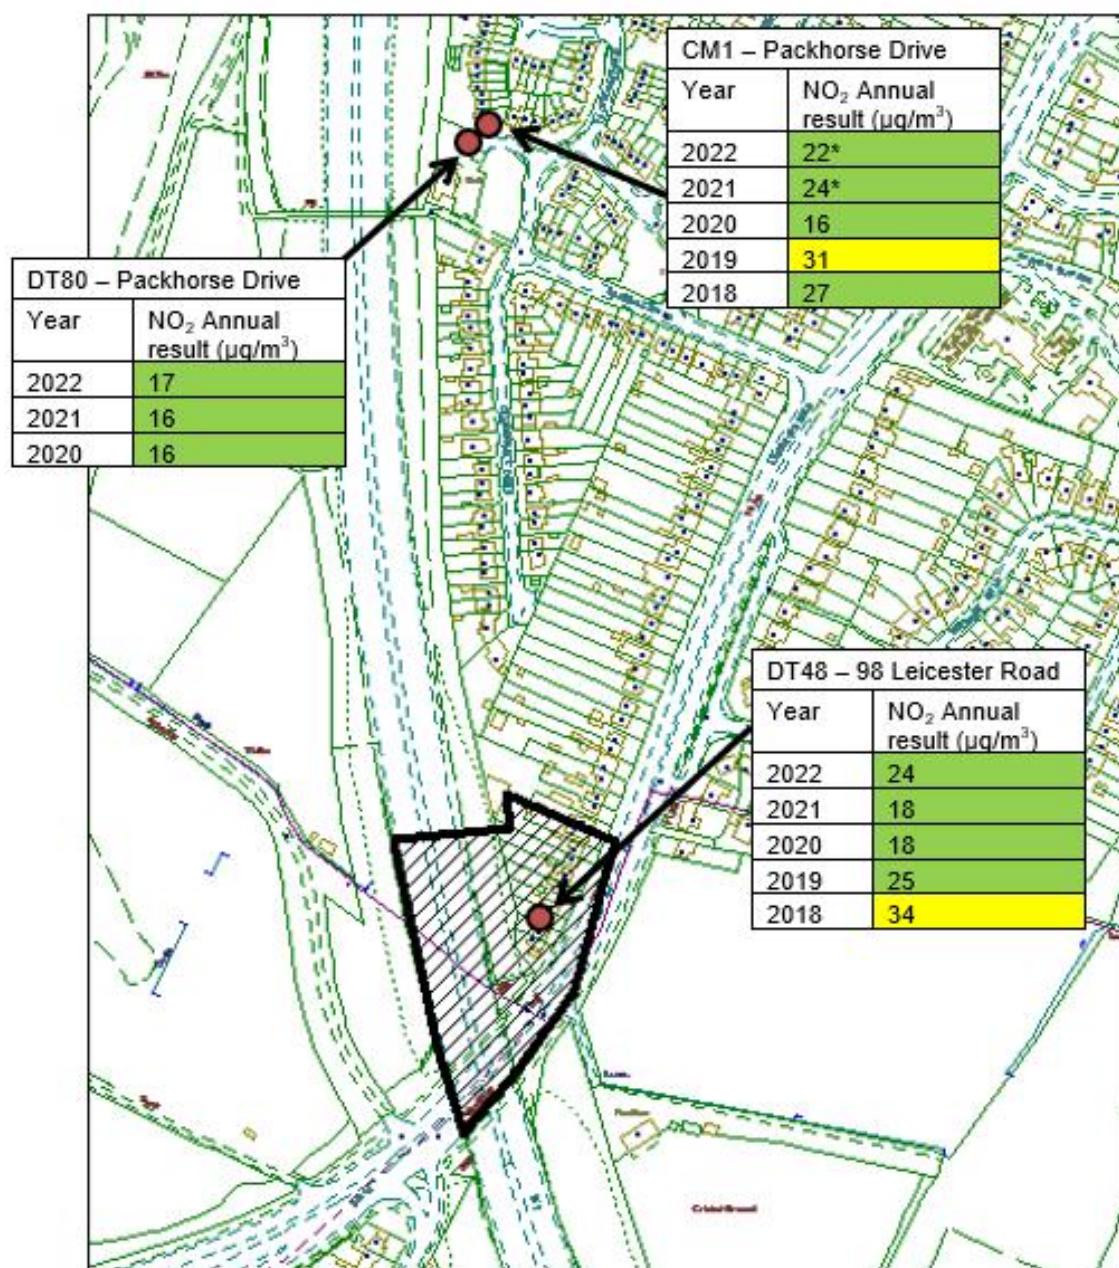 CM1 – Packhorse Drive
Year NO₂ Annual
result (µg/m³)
2022 22*
2021 24*
2020 16
2019 31
2018 27
DT80 – Packhorse Drive
Year NO₂ Annual
result (µg/m³)
2022 17
2021 16
2020 16
DT48 – 98 Leicester Road
Year NO₂ Annual
result (µg/m³)
2022 24
2021 18
2020 18
2019 25
2018 34
Cricket Ground